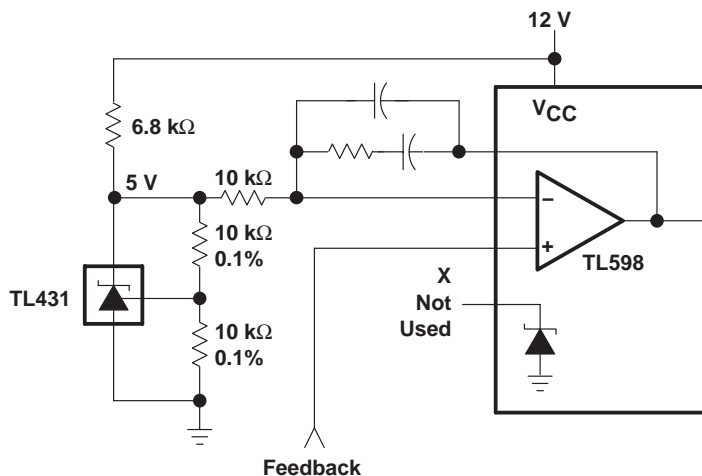 12 V
VCC
6.8 kΩ
5 V
10 kΩ
10 kΩ
0.1%
TL431
10 kΩ
0.1%
−
+
TL598
X
Not
Used
Feedback